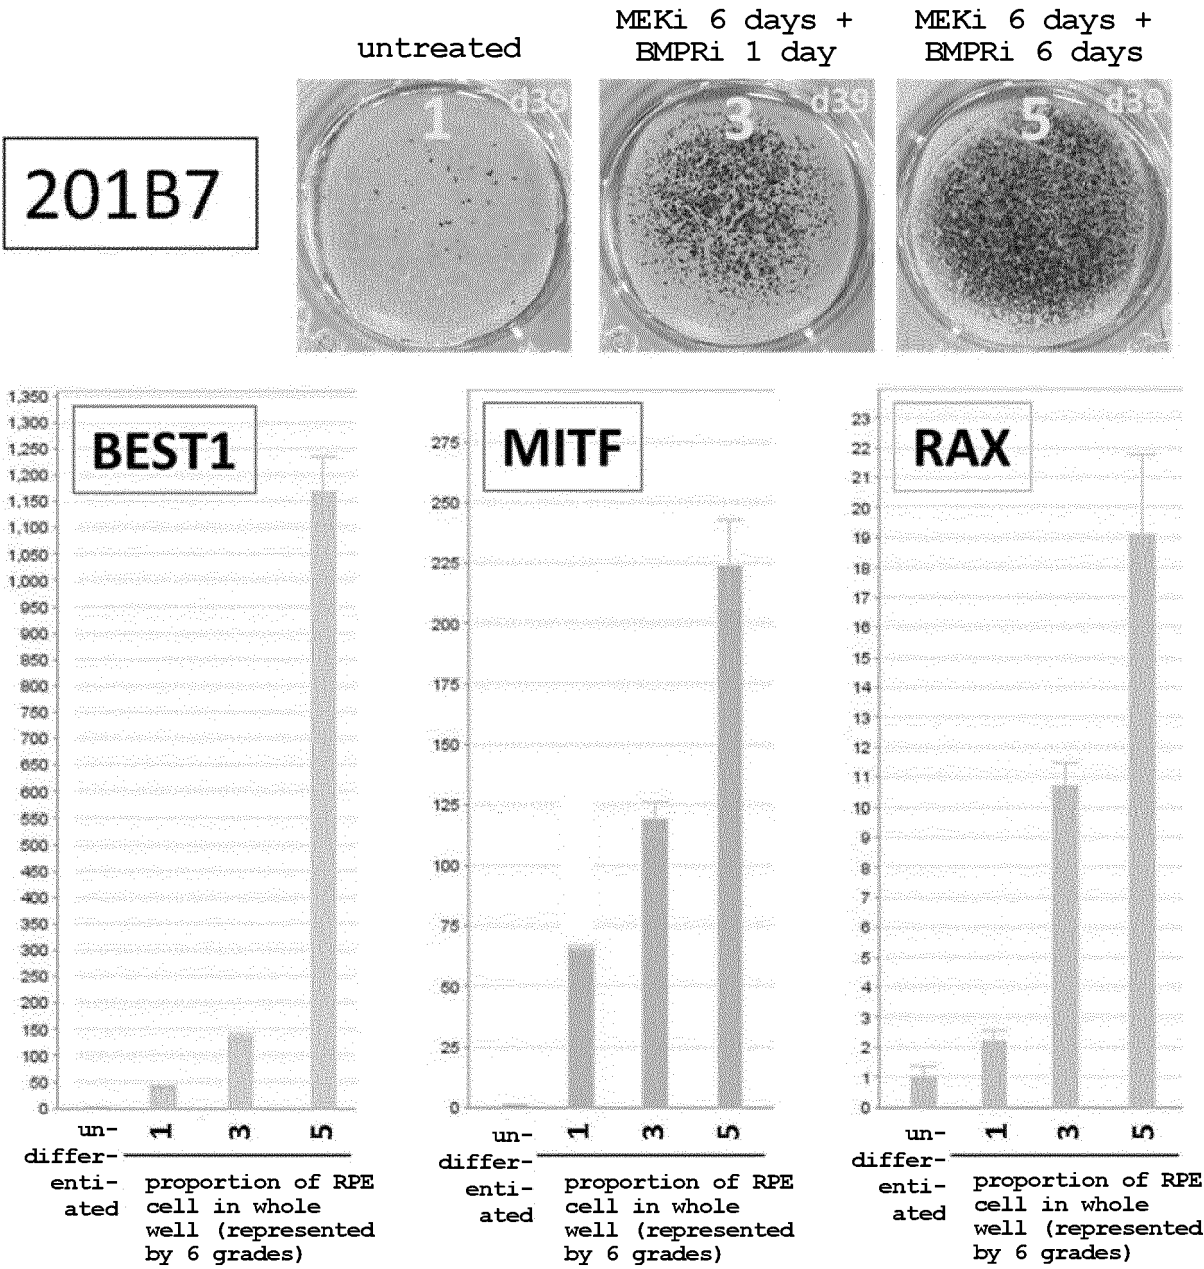 untreated
MEKi 6 days +
BMPRi 1 day
MEKi 6 days +
BMPRi 6 days
201B7
1
d39
3
d39
5
d39
BEST1
1,350
1,300
1,250
1,200
1,150
1,100
1,050
1,000
950
900
850
800
750
700
650
600
550
500
450
400
350
300
250
200
150
100
50
0
un-
differ-
enti-
ated
1
3
5
proportion of RPE
cell in whole
well (represented
by 6 grades)
MITF
275
250
225
200
175
150
125
100
75
50
25
0
un-
differ-
enti-
ated
1
3
5
proportion of RPE
cell in whole
well (represented
by 6 grades)
RAX
23
22
21
20
19
18
17
16
15
14
13
12
11
10
9
8
7
6
5
4
3
2
1
0
un-
differ-
enti-
ated
1
3
5
proportion of RPE
cell in whole
well (represented
by 6 grades)